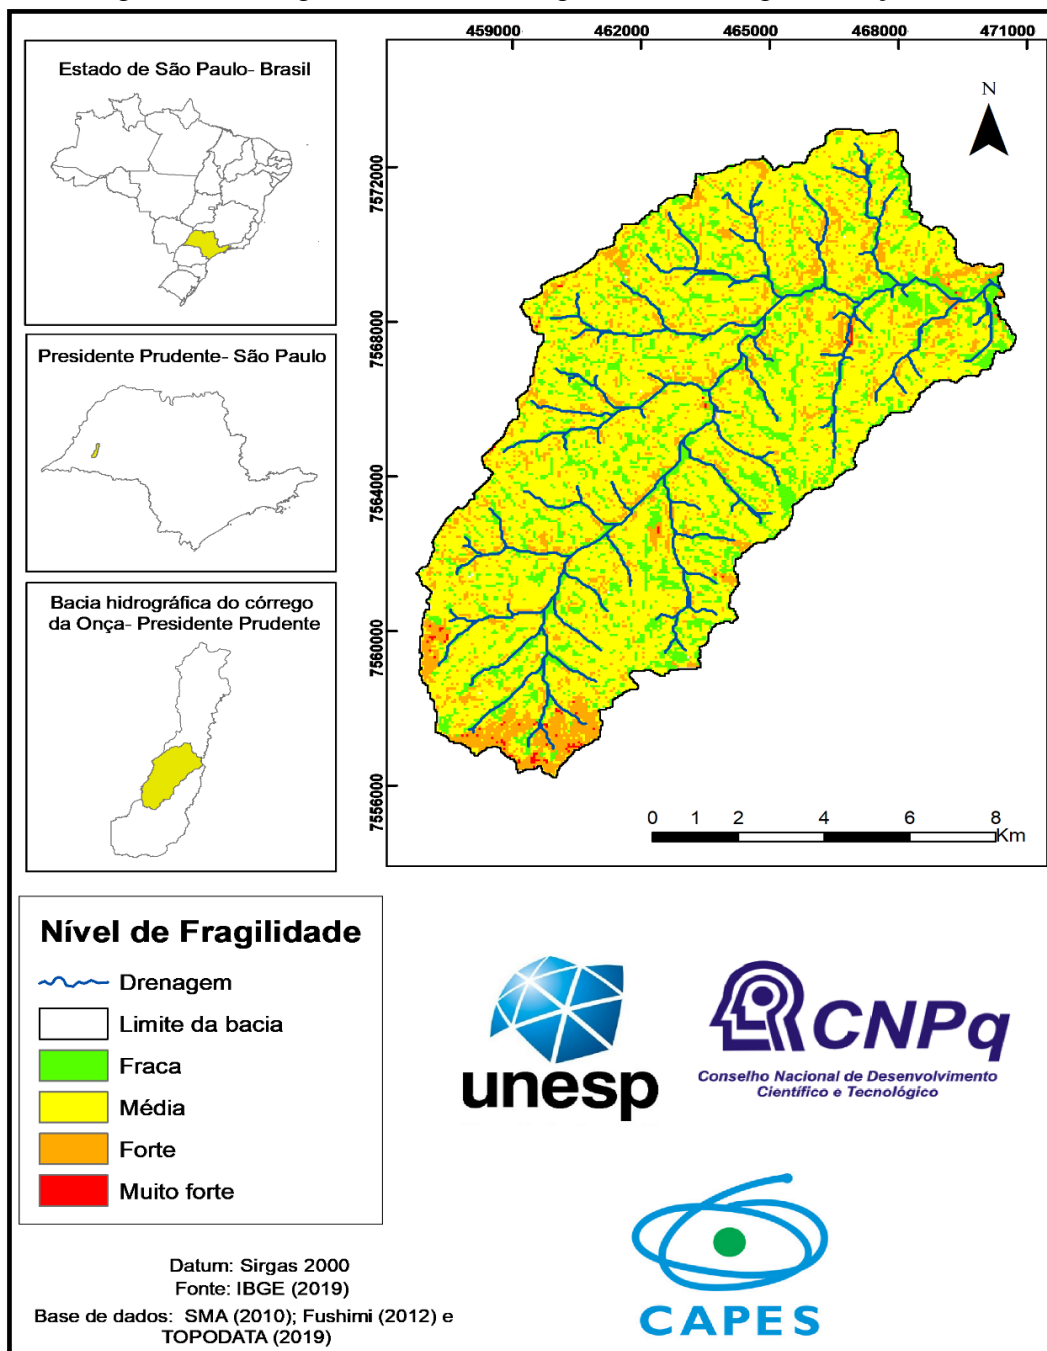 Estado de São Paulo- Brasil
Presidente Prudente- São Paulo
Bacia hidrográfica do córrego
da Onça- Presidente Prudente
459000 462000 465000 468000 471000
N
7572000
7568000
7564000
7560000
7556000
0 1 2 4 6 8
Km
Nível de Fragilidade
Drenagem
Limite da bacia
Fraca
Média
Forte
Muito forte
Datum: Sirgas 2000
Fonte: IBGE (2019)
Base de dados: SMA (2010); Fushimi (2012) e
TOPODATA (2019)
unesp
CNPq
Conselho Nacional de Desenvolvimento
Científico e Tecnológico
CAPES